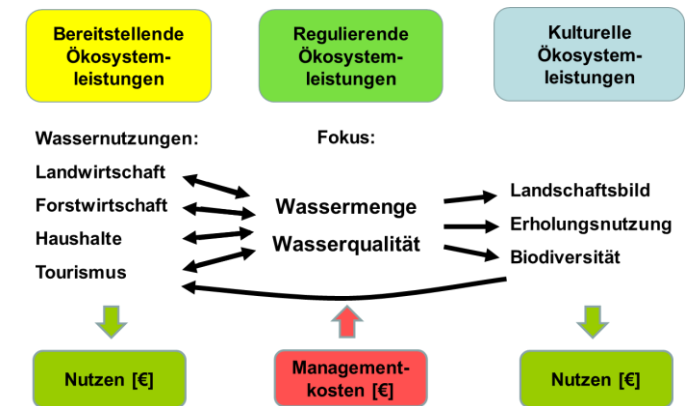 Bereitstellende
Ökosystem-
leistungen
Regulierende
Ökosystem-
leistungen
Kulturelle
Ökosystem-
leistungen
Wassernutzungen:
Landwirtschaft
Forstwirtschaft
Haushalte
Tourismus
Fokus:
Wassermenge
Wasserqualität
Landschaftsbild
Erholungsnutzung
Biodiversität
Nutzen [€]
Management-
kosten [€]
Nutzen [€]